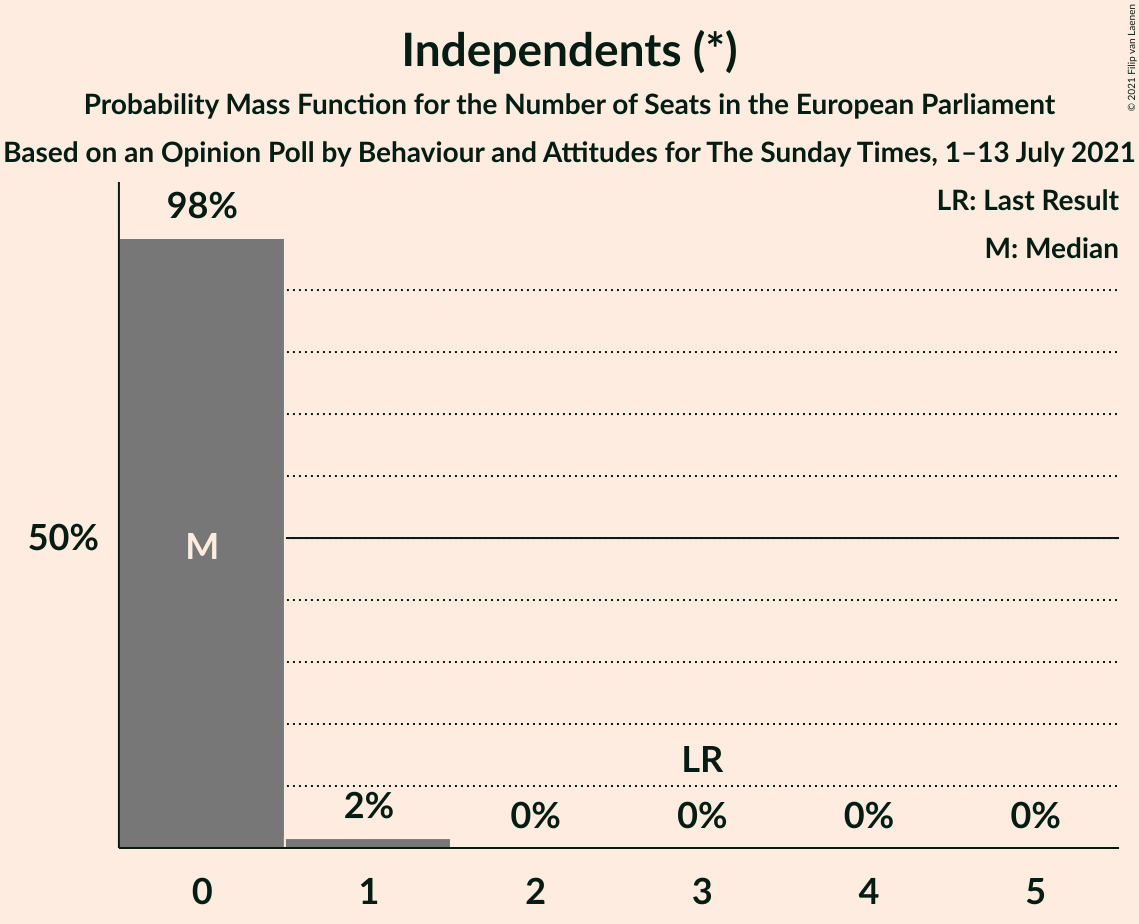 Independents (*)
Probability Mass Function for the Number of Seats in the European Parliament
Based on an Opinion Poll by Behaviour and Attitudes for The Sunday Times, 1–13 July 2021
© 2021 Filip van Laenen
LR: Last Result
M: Median
98%
50%
M
LR
2%
0%
0%
0%
0%
0
1
2
3
4
5